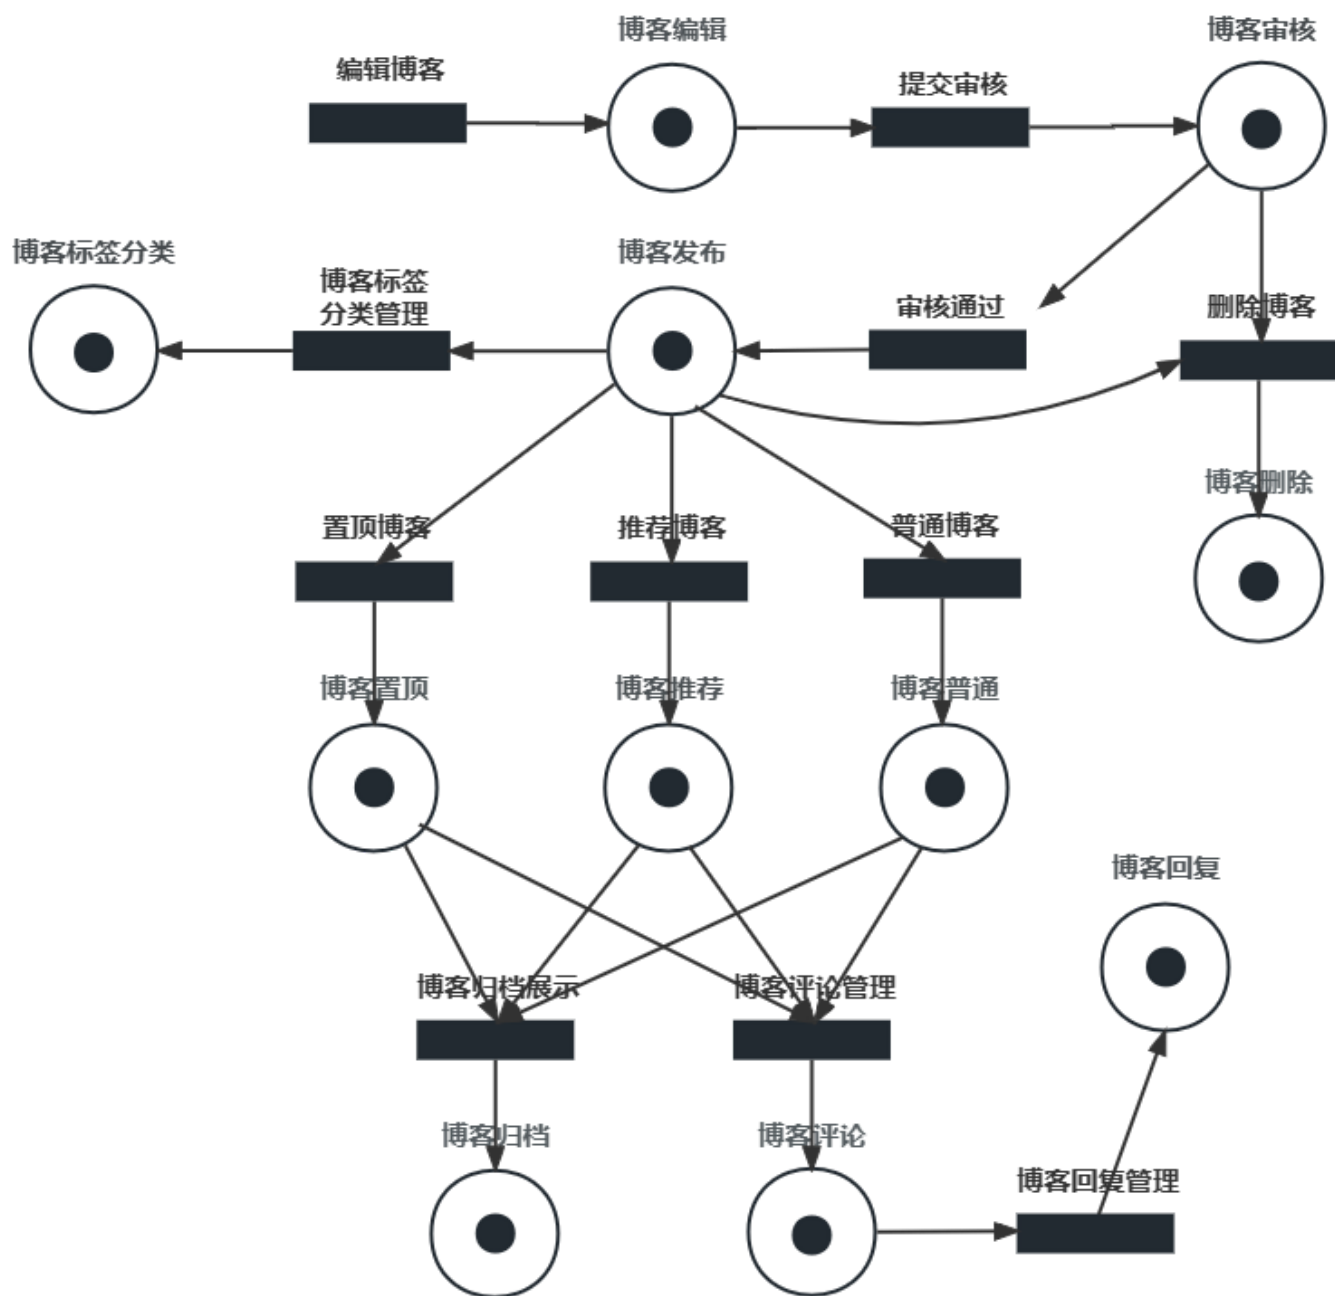 博客编辑
博客审核
编辑博客
提交审核
博客标签分类
博客标签
分类管理
博客发布
审核通过
删除博客
博客删除
置顶博客
推荐博客
普通博客
博客置顶
博客推荐
博客普通
博客回复
博客归档展示
博客评论管理
博客归档
博客评论
博客回复管理